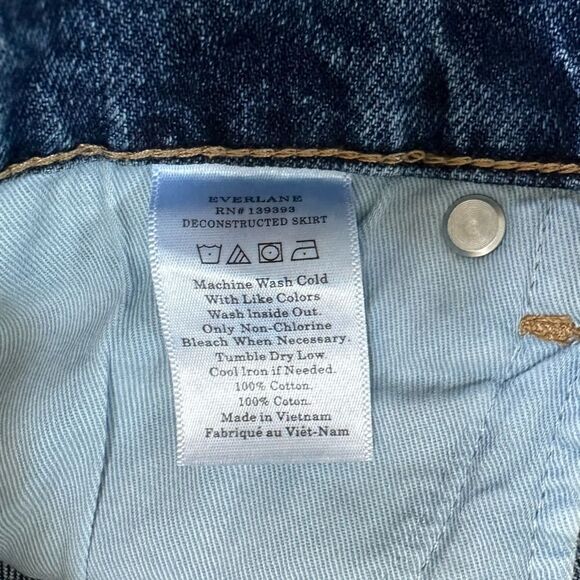 EVERLANE
RN# 139393
DECONSTRUCTED SKIRT
Machine Wash Cold
With Like Colors
Wash Inside Out.
Only Non-Chlorine
Bleach When Necessary.
Tumble Dry Low
Cool Iron if Needed.
100% Cotton.
100% Coton.
Made in Vietnam
Fabriqué au Viêt-Nam